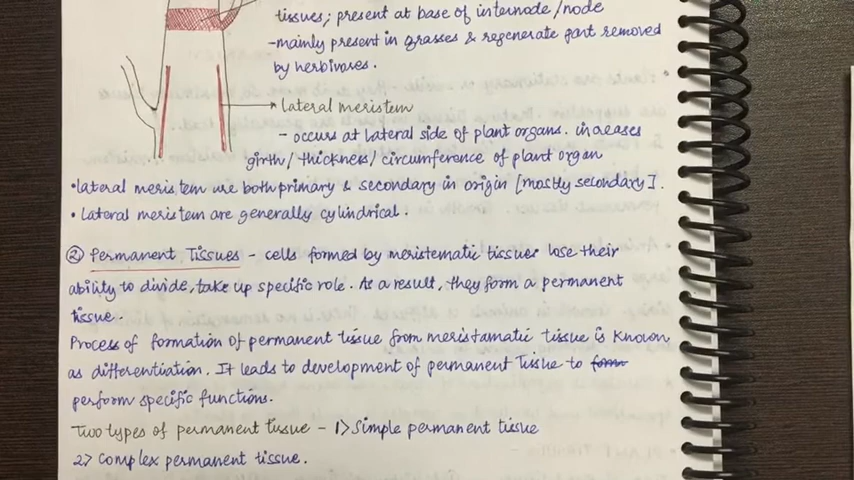 tissues; present at base of internode/node
-mainly present in grasses & regenerate part removed
by herbivores.
lateral meristem
- occurs at lateral side of plant organs. increases
girth/thickness/circumference of plant organ
•lateral meristem are both primary & secondary in origin [mostly secondary].
• Lateral meristem are generally cylindrical.
② Permanent Tissues - cells formed by meristematic tissues lose their
ability to divide, take up specific role. As a result, they form a permanent
tissue.
Process of formation of permanent tissue from meristamatic tissue is known
as differentiation. It leads to development of permanent Tissue to form
perform specific functions.
Two types of permanent tissue - 1> Simple permanent tissue
2> Complex permanent tissue.